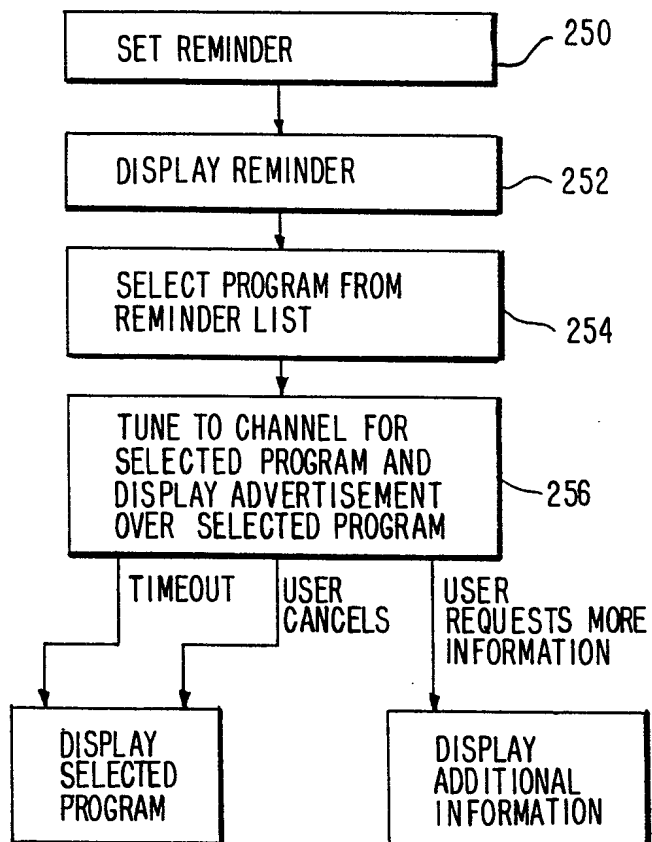 SET REMINDER
250
DISPLAY REMINDER
252
SELECT PROGRAM FROM
REMINDER LIST
254
TUNE TO CHANNEL FOR
SELECTED PROGRAM AND
DISPLAY ADVERTISEMENT
OVER SELECTED PROGRAM
256
TIMEOUT
USER
CANCELS
USER
REQUESTS MORE
INFORMATION
DISPLAY
SELECTED
PROGRAM
DISPLAY
ADDITIONAL
INFORMATION